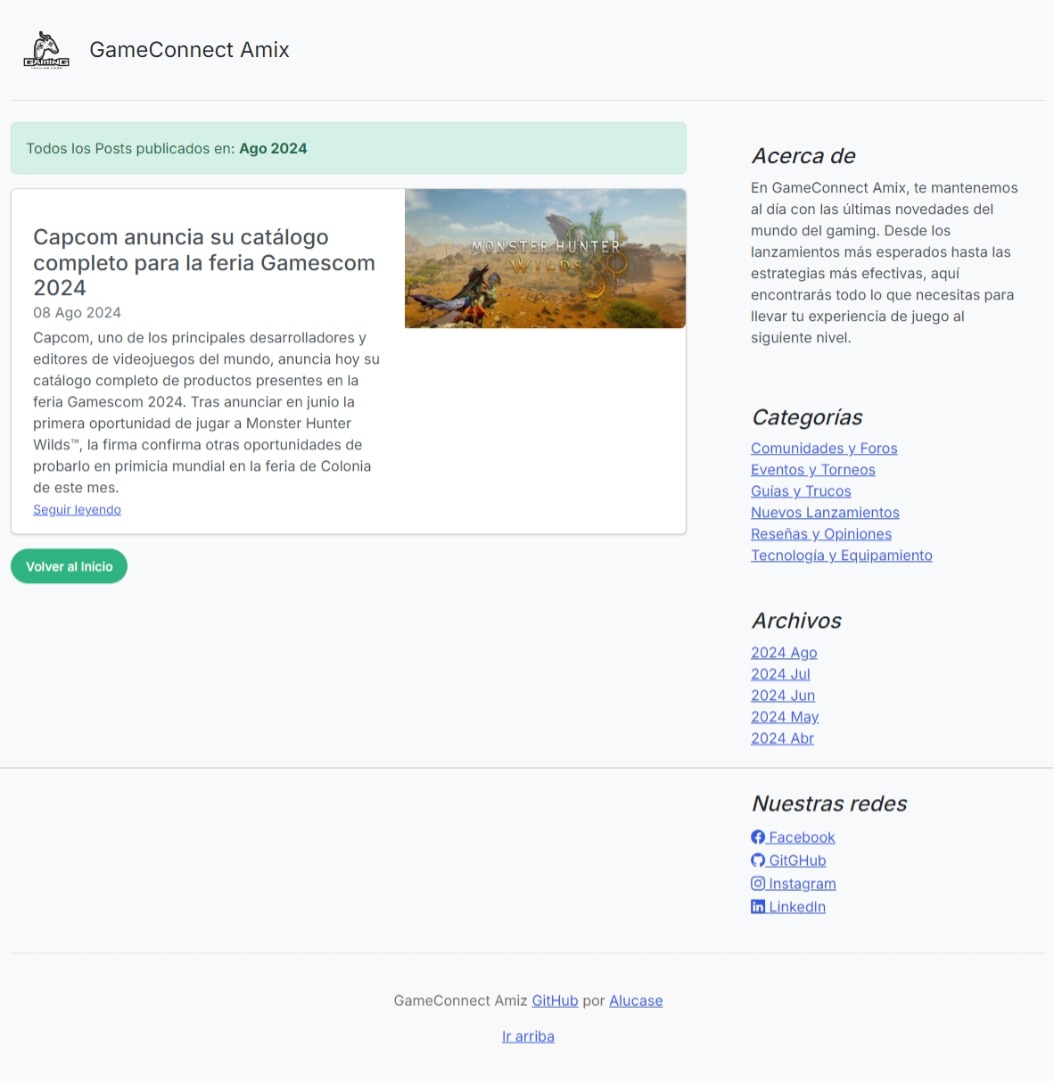 GAMING
GameConnect Amix
Todos los Posts publicados en: Ago 2024
Capcom anuncia su catálogo
completo para la feria Gamescom
2024
08 Ago 2024
Capcom, uno de los principales desarrolladores y
editores de videojuegos del mundo, anuncia hoy su
catálogo completo de productos presentes en la
feria Gamescom 2024. Tras anunciar en junio la
primera oportunidad de jugar a Monster Hunter
Wilds™, la firma confirma otras oportunidades de
probarlo en primicia mundial en la feria de Colonia
de este mes.
Seguir leyendo
MONSTER HUNTER
WILDS
Volver al Inicio
Acerca de
En GameConnect Amix, te mantenemos
al día con las últimas novedades del
mundo del gaming. Desde los
lanzamientos más esperados hasta las
estrategias más efectivas, aquí
encontrarás todo lo que necesitas para
llevar tu experiencia de juego al
siguiente nivel.
Categorías
Comunidades y Foros
Eventos y Torneos
Guías y Trucos
Nuevos Lanzamientos
Reseñas y Opiniones
Tecnología y Equipamiento
Archivos
2024 Ago
2024 Jul
2024 Jun
2024 May
2024 Abr
Nuestras redes
Facebook
GitGHub
Instagram
LinkedIn
GameConnect Amiz GitHub por Alucase
Ir arriba